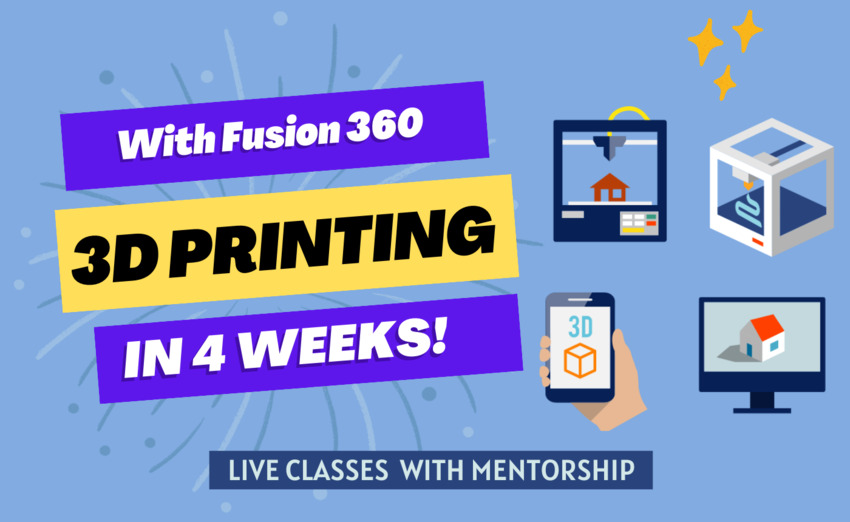 With Fusion 360
3D PRINTING
IN 4 WEEKS!
3D
LIVE CLASSES WITH MENTORSHIP